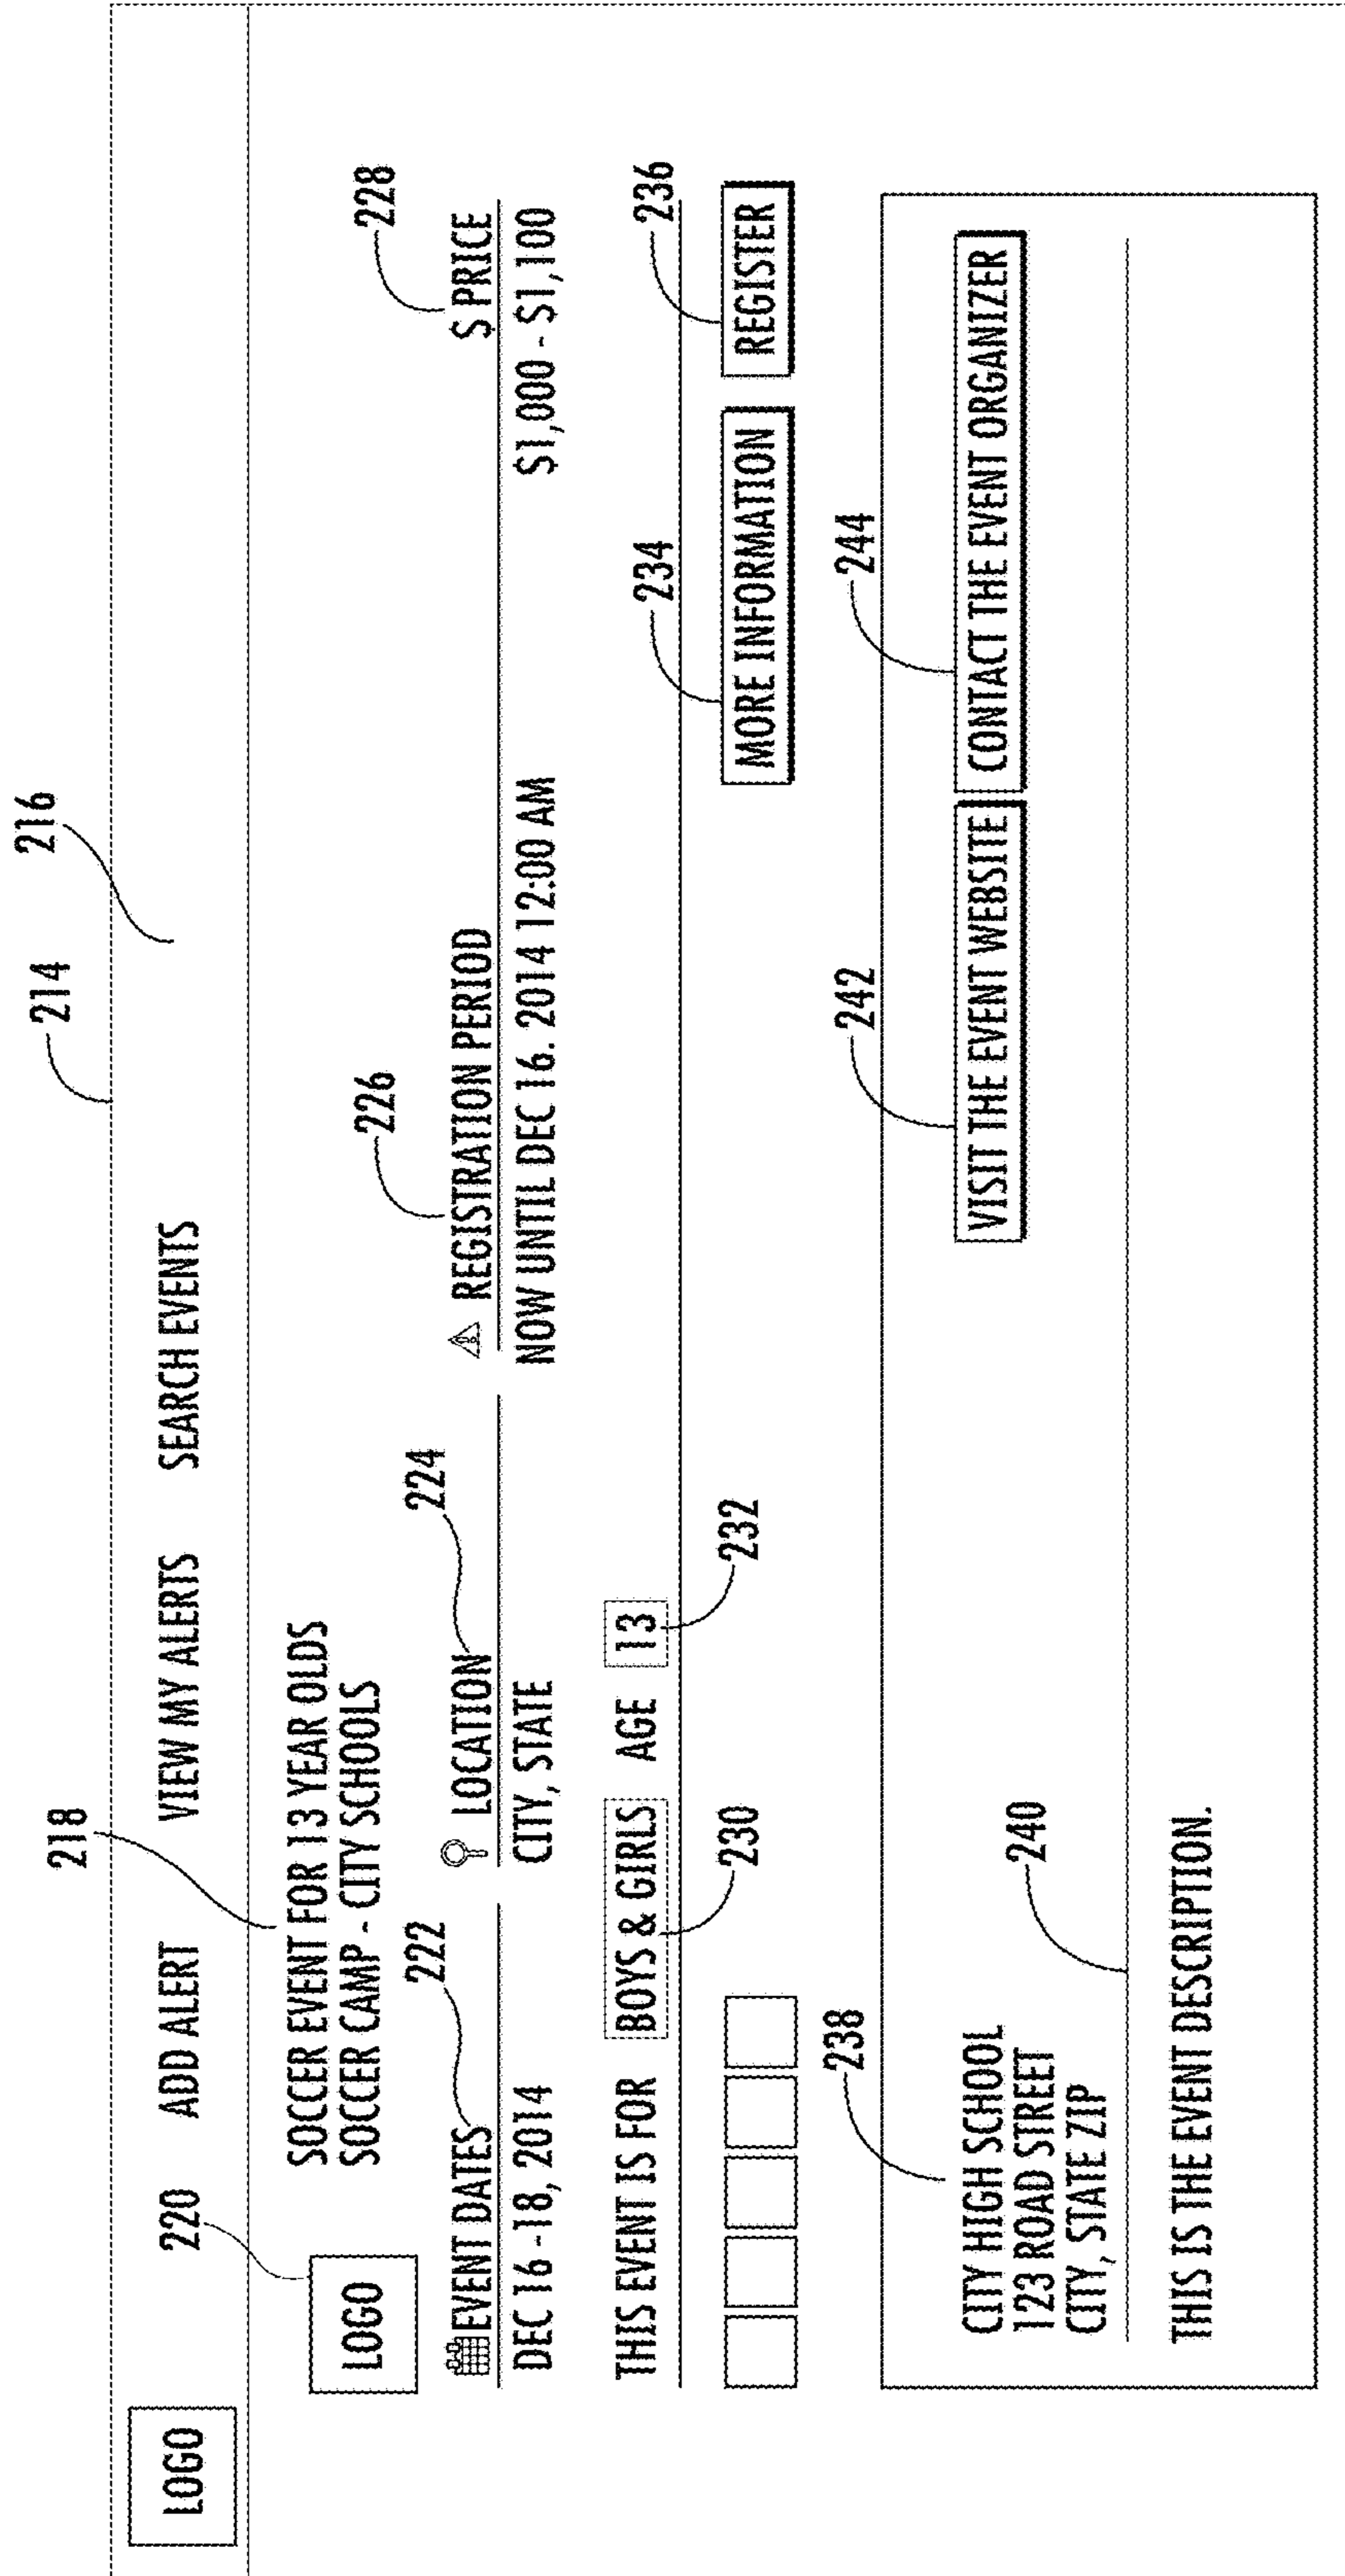 214
216
LOGO ADD ALERT VIEW MY ALERTS SEARCH EVENTS
218
220
LOGO
SOCCER EVENT FOR 13 YEAR OLDS
SOCCER CAMP - CITY SCHOOLS
222
224
226
228
EVENT DATES LOCATION REGISTRATION PERIOD $ PRICE
DEC 16 -18, 2014 CITY, STATE NOW UNTIL DEC 16. 2014 12:00 AM $1,000 - $1,100
THIS EVENT IS FOR BOYS & GIRLS AGE 13
230
232
234
236
MORE INFORMATION REGISTER
238
242
244
CITY HIGH SCHOOL
123 ROAD STREET
CITY, STATE ZIP
VISIT THE EVENT WEBSITE CONTACT THE EVENT ORGANIZER
240
THIS IS THE EVENT DESCRIPTION.